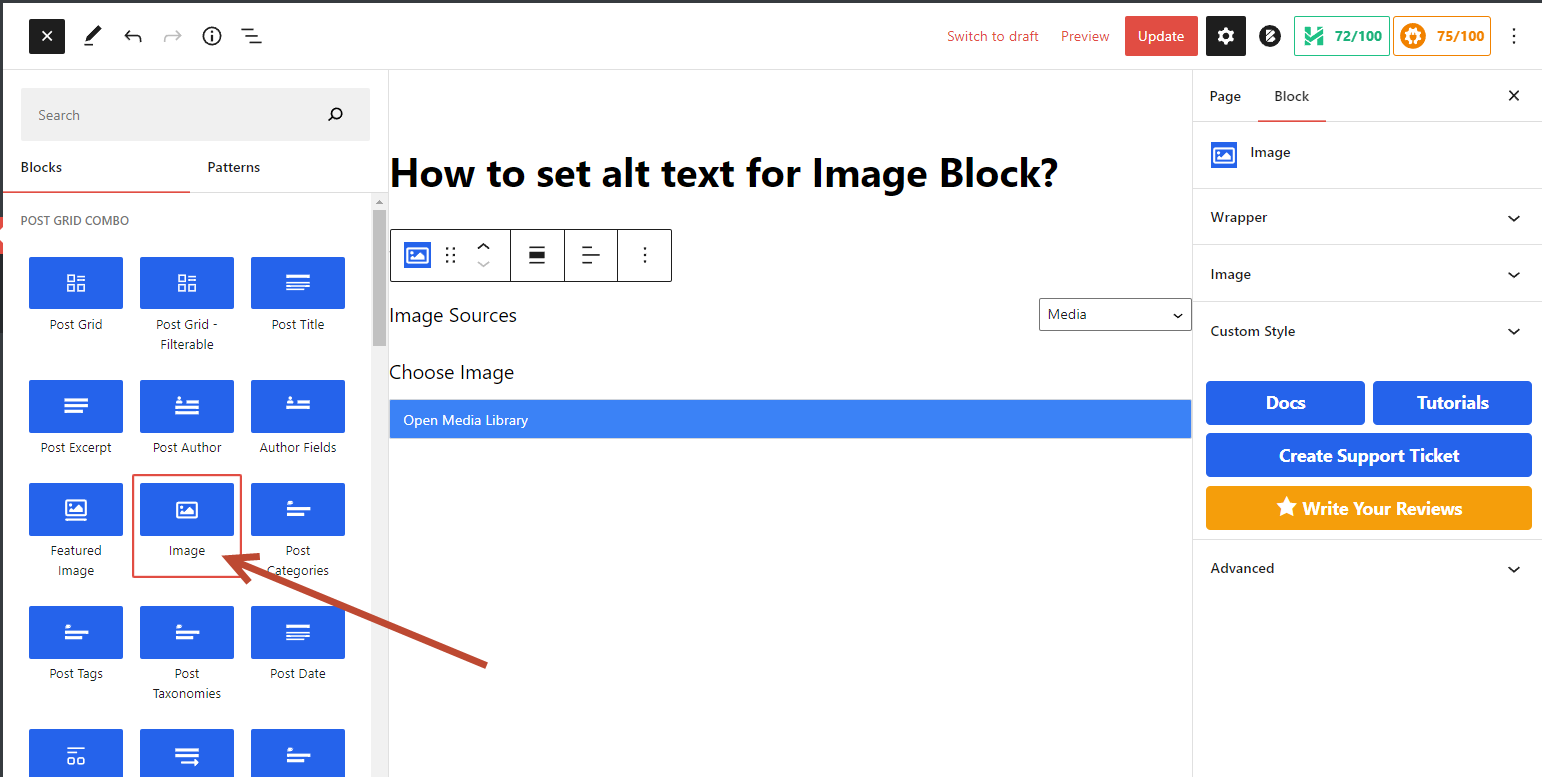 Switch to draft
Preview
Update
72/100
75/100
Search
Blocks
Patterns
POST GRID COMBO
Post Grid
Post Grid -
Filterable
Post Title
Post Excerpt
Post Author
Author Fields
Featured
Image
Image
Post
Categories
Post Tags
Post
Taxonomies
Post Date
How to set alt text for Image Block?
Image Sources
Media
Choose Image
Open Media Library
Page
Block
Image
Wrapper
Image
Custom Style
Docs
Tutorials
Create Support Ticket
Write Your Reviews
Advanced